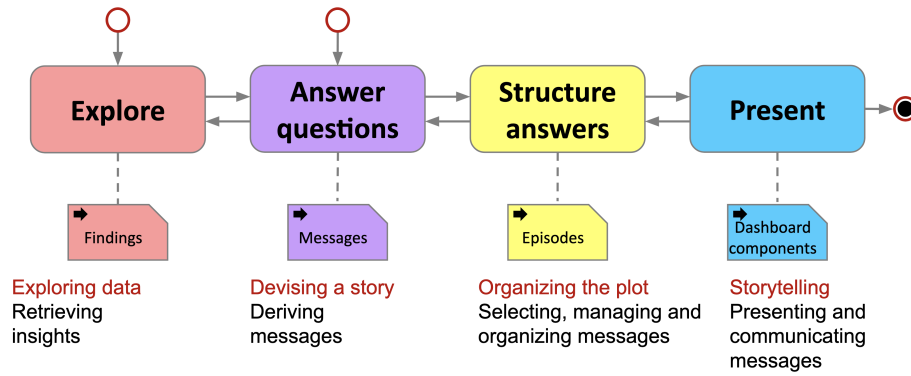 Explore
Answer
questions
Structure
answers
Present
Findings
Messages
Episodes
Dashboard
components
Exploring data
Retrieving
insights
Devising a story
Deriving
messages
Organizing the plot
Selecting, managing and
organizing messages
Storytelling
Presenting and
communicating
messages